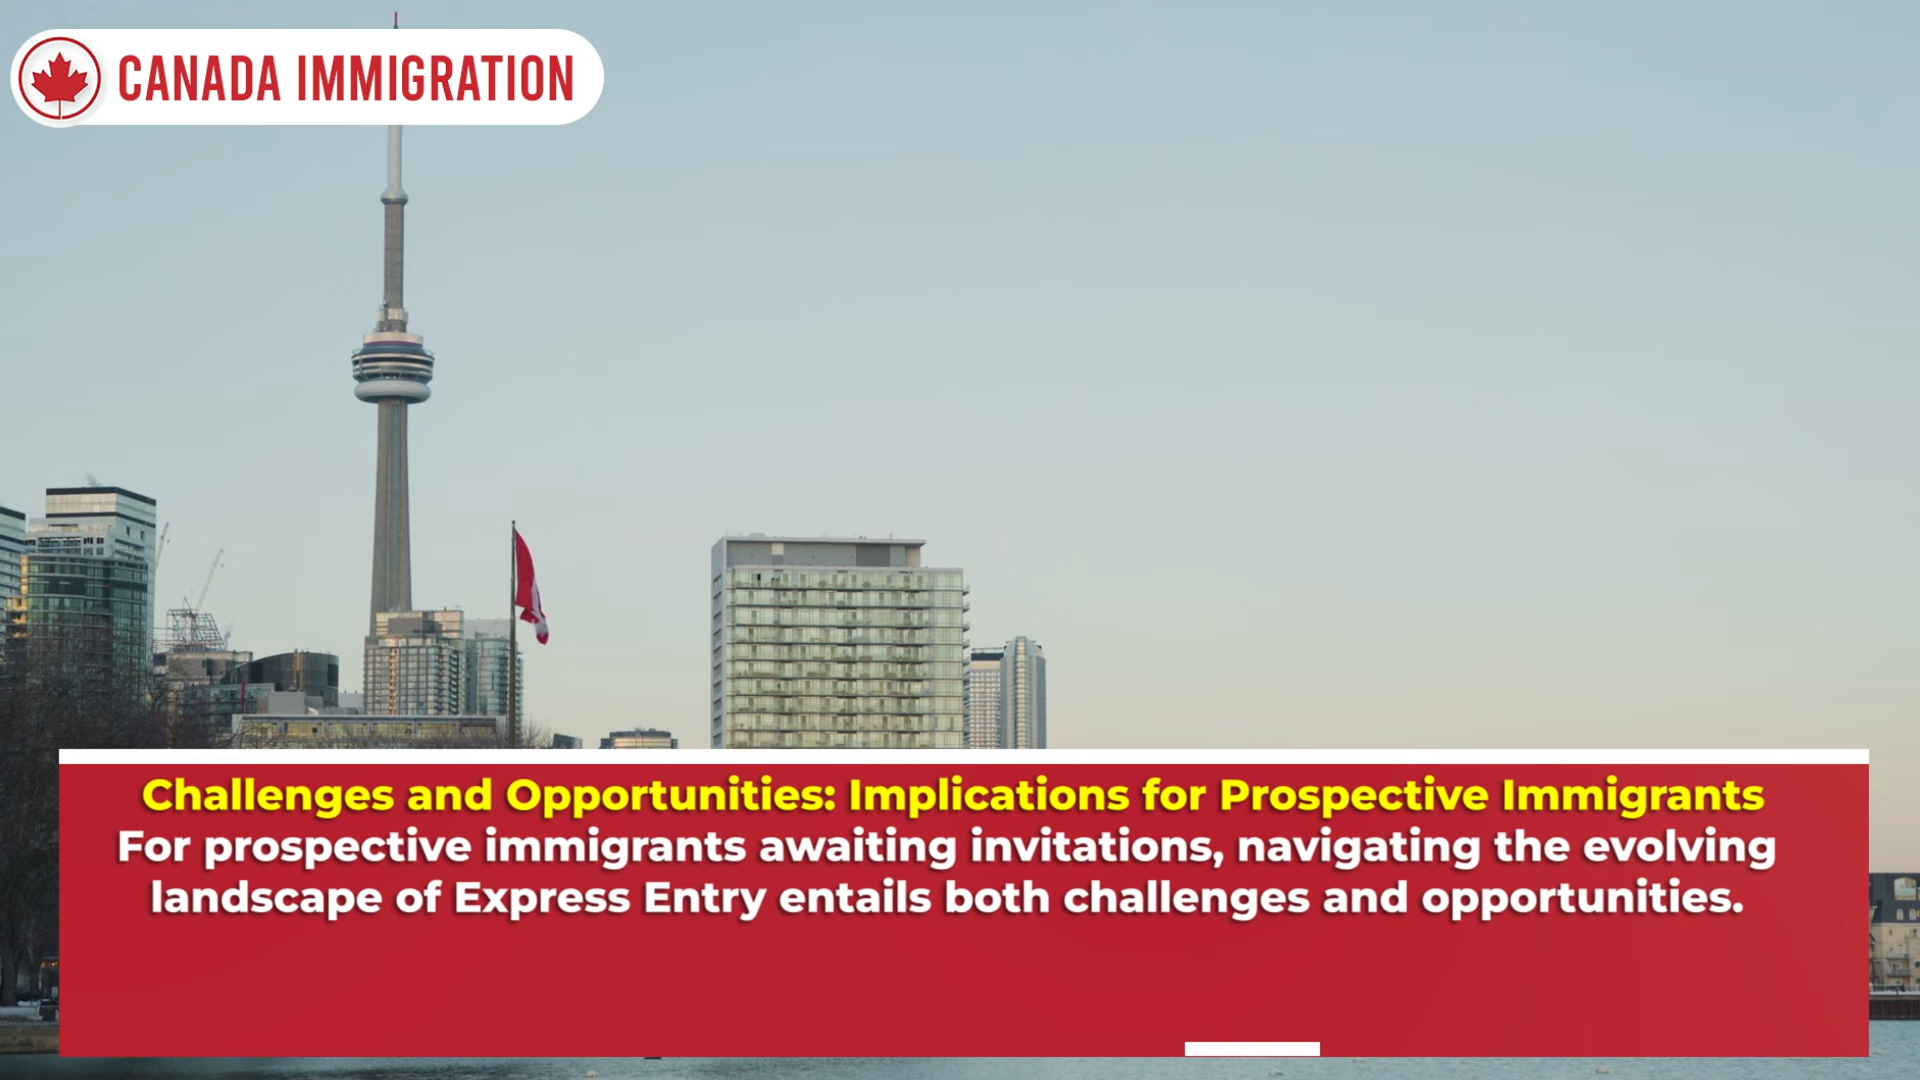 CANADA IMMIGRATION
Challenges and Opportunities: Implications for Prospective Immigrants
For prospective immigrants awaiting invitations, navigating the evolving
landscape of Express Entry entails both challenges and opportunities.